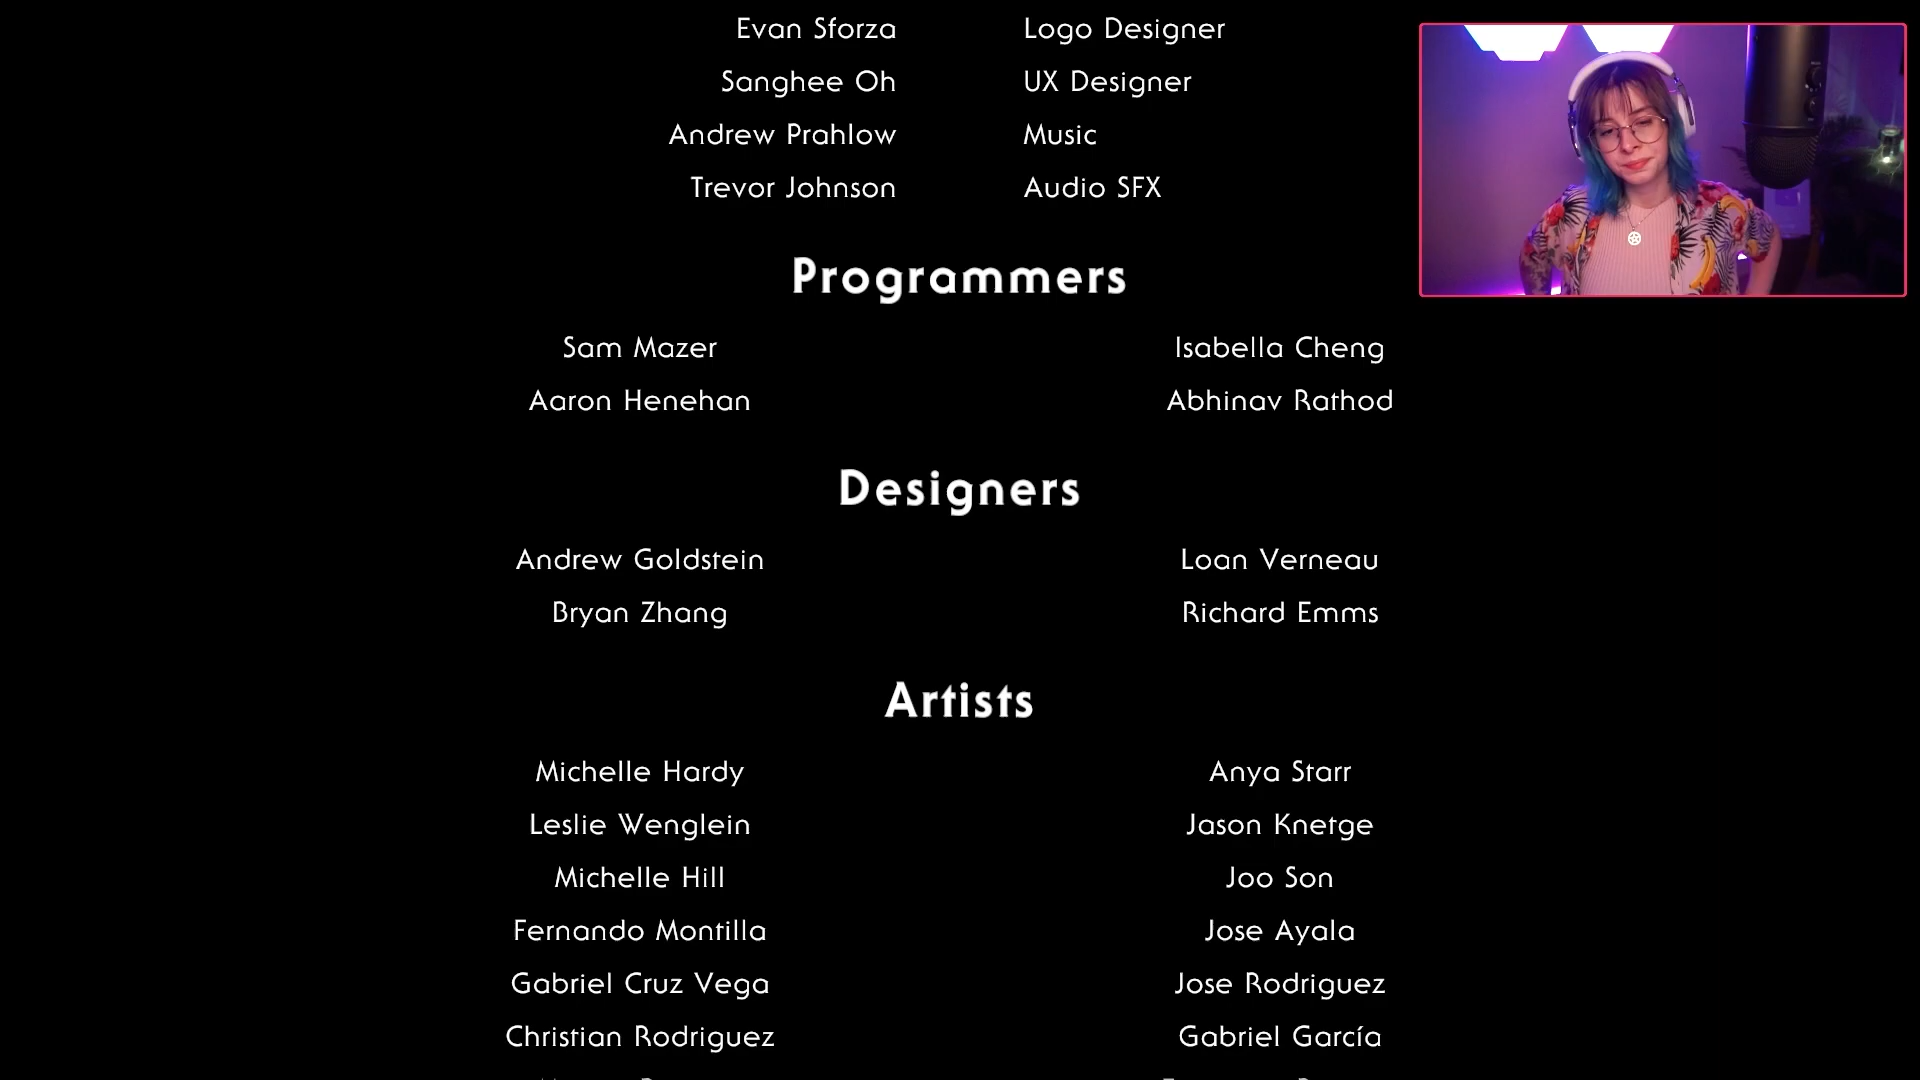 Evan Sforza Logo Designer
Sanghee Oh UX Designer
Andrew Prahlow Music
Trevor Johnson Audio SFX
Programmers
Sam Mazer Isabella Cheng
Aaron Henehan Abhinav Rathod
Designers
Andrew Goldstein Loan Verneau
Bryan Zhang Richard Emms
Artists
Michelle Hardy Anya Starr
Leslie Wenglein Jason Knetge
Michelle Hill Joo Son
Fernando Montilla Jose Ayala
Gabriel Cruz Vega Jose Rodriguez
Christian Rodriguez Gabriel García